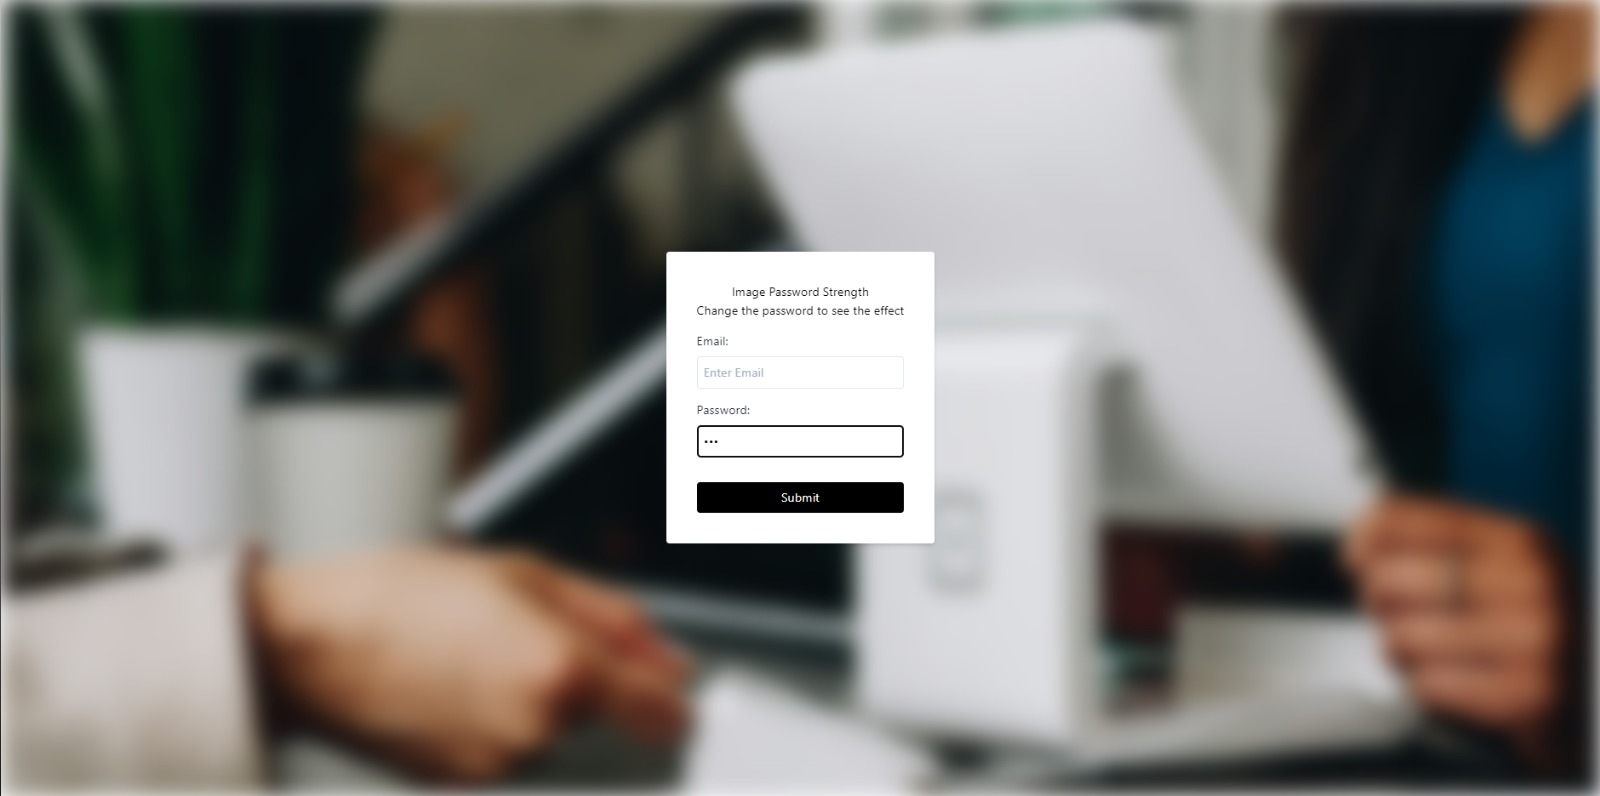 Image Password Strength
Change the password to see the effect
Email:
Enter Email
Password:
•••
Submit